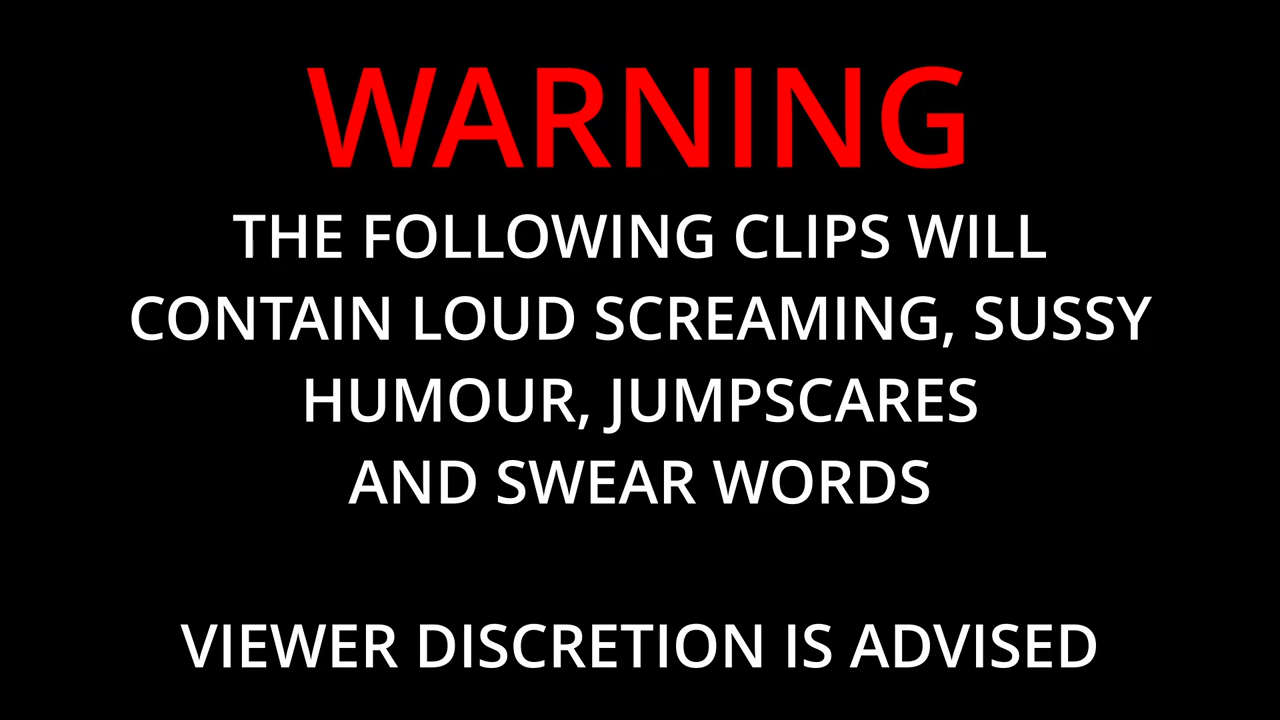 WARNING
THE FOLLOWING CLIPS WILL
CONTAIN LOUD SCREAMING, SUSSY
HUMOUR, JUMPSCARES
AND SWEAR WORDS
VIEWER DISCRETION IS ADVISED